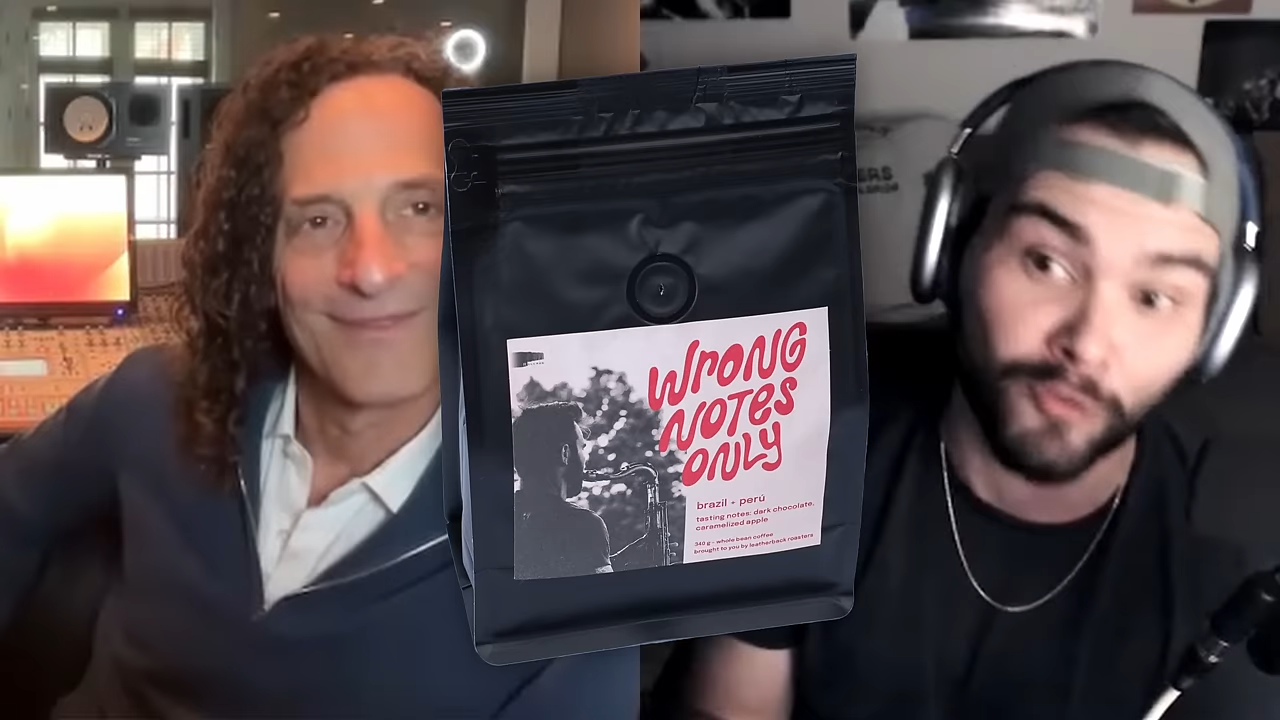 WRONG
NOTES
ONLY
brazil + perú
tasting notes: dark chocolate,
caramelized apple
340 g - whole bean coffee
brought to you by leatherback roasters
ERS